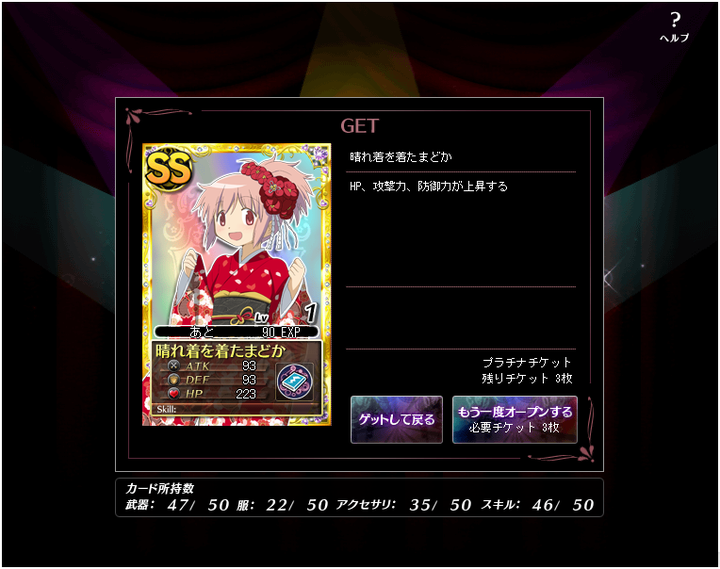 ?
ヘルプ
GET
SS
晴れ着を着たまどか
HP、攻撃力、防御力が上昇する
Lv 1
あと 90 EXP
晴れ着を着たまどか
ATK 93
DEF 93
HP 223
Skill:
プラチナチケット
残りチケット 3枚
ゲットして戻る
もう一度オープンする
必要チケット 3枚
カード所持数
武器: 47/ 50 服: 22/ 50 アクセサリ: 35/ 50 スキル: 46/ 50